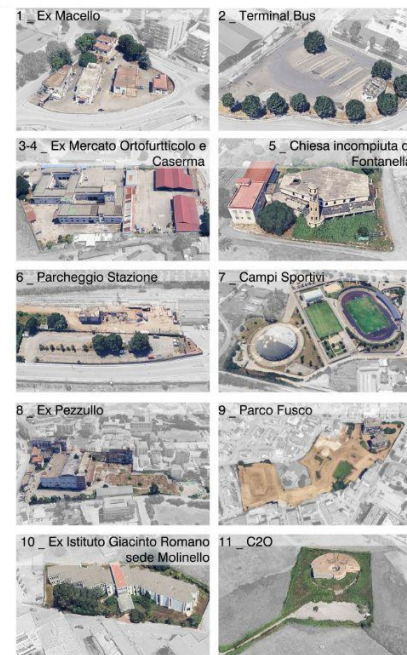 1 _ Ex Macello
2 _ Terminal Bus
3-4 _ Ex Mercato Ortofurtticolo e
Caserma
5 _ Chiesa incompiuta d
Fontanella
6 _ Parcheggio Stazione
7 _ Campi Sportivi
8 _ Ex Pezzullo
9 _ Parco Fusco
10 _ Ex Istituto Giacinto Romano
sede Molinello
11 _ C2O